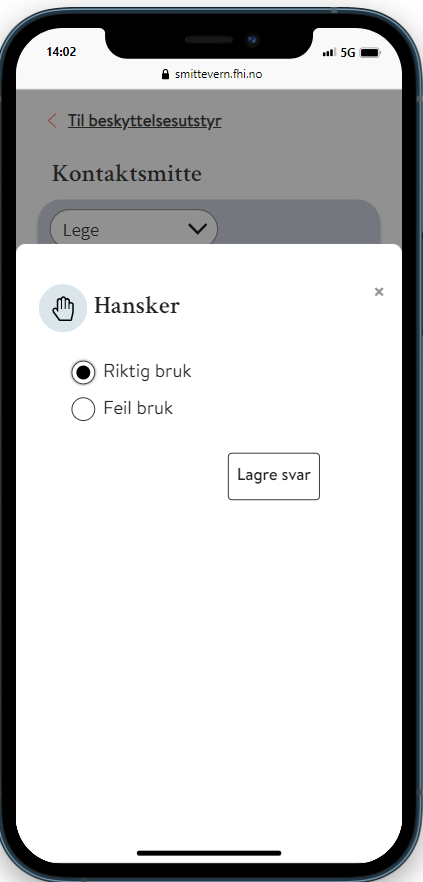 14:02
5G
smittevern.fhi.no
Til beskyttelsesutstyr
Kontaktsmitte
Lege
Hansker
×
Riktig bruk
Feil bruk
Lagre svar